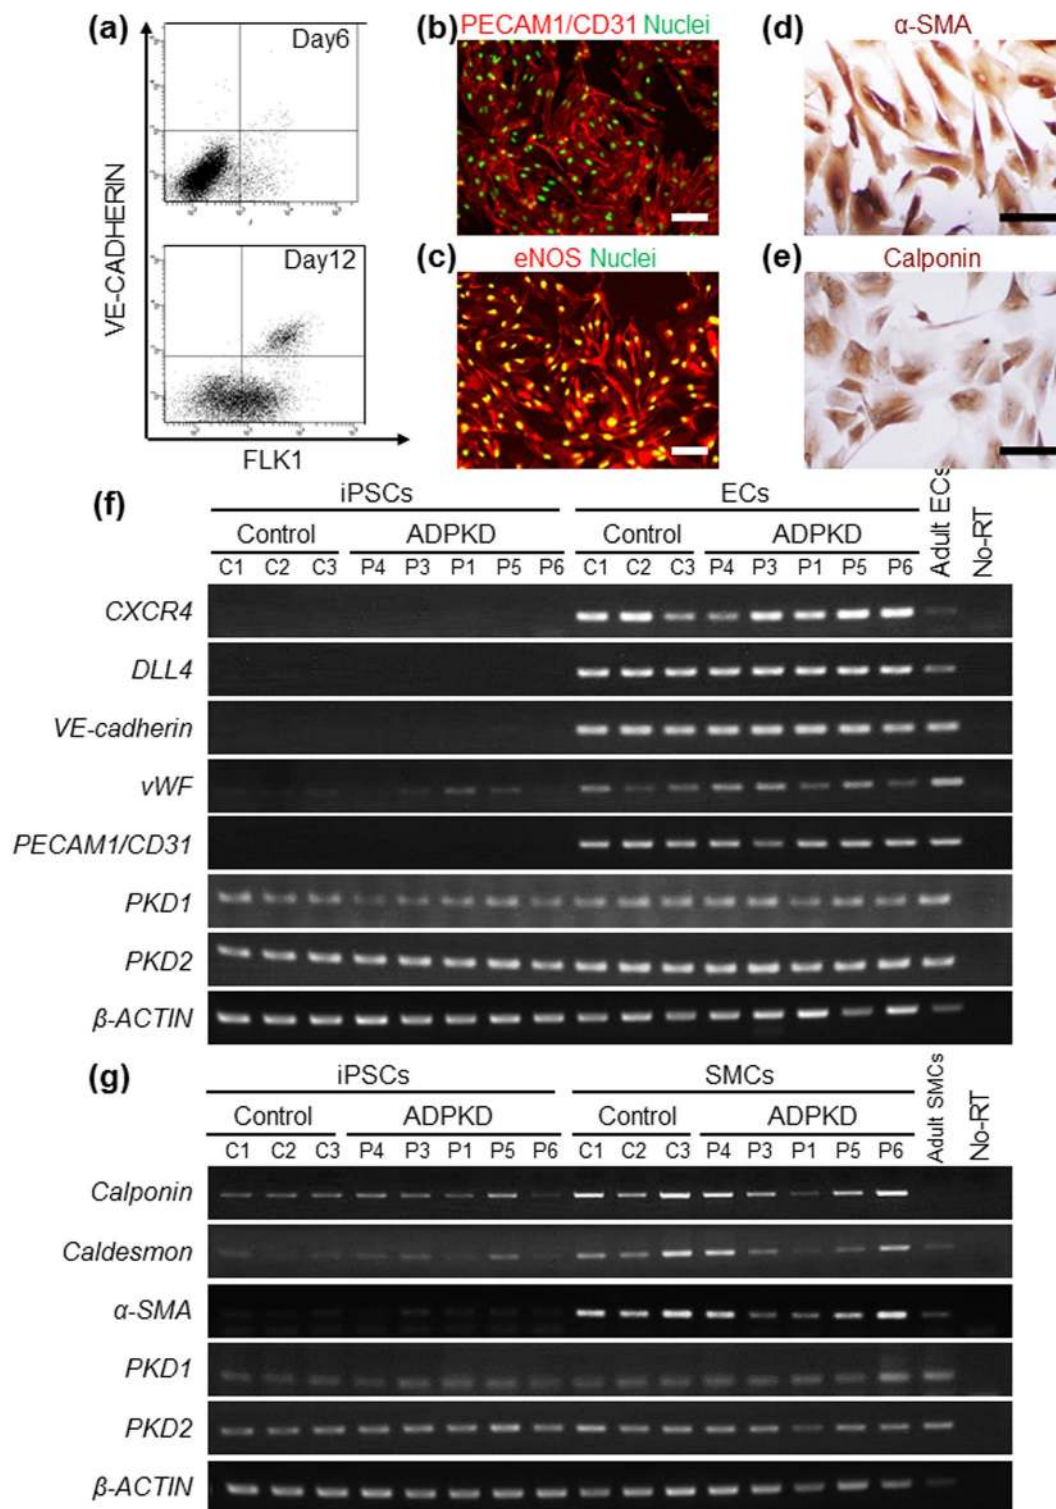 (a)
Day6
Day12
VE-CADHERIN
FLK1
(b) PECAM1/CD31 Nuclei
(c) eNOS Nuclei
(d) α-SMA
(e) Calponin
(f)
iPSCs ECs
Control ADPKD Control ADPKD
C1 C2 C3 P4 P3 P1 P5 P6 C1 C2 C3 P4 P3 P1 P5 P6 Adult ECs No-RT
CXCR4
DLL4
VE-cadherin
vWF
PECAM1/CD31
PKD1
PKD2
β-ACTIN
(g)
iPSCs SMCs
Control ADPKD Control ADPKD
C1 C2 C3 P4 P3 P1 P5 P6 C1 C2 C3 P4 P3 P1 P5 P6 Adult SMCs No-RT
Calponin
Caldesmon
α-SMA
PKD1
PKD2
β-ACTIN